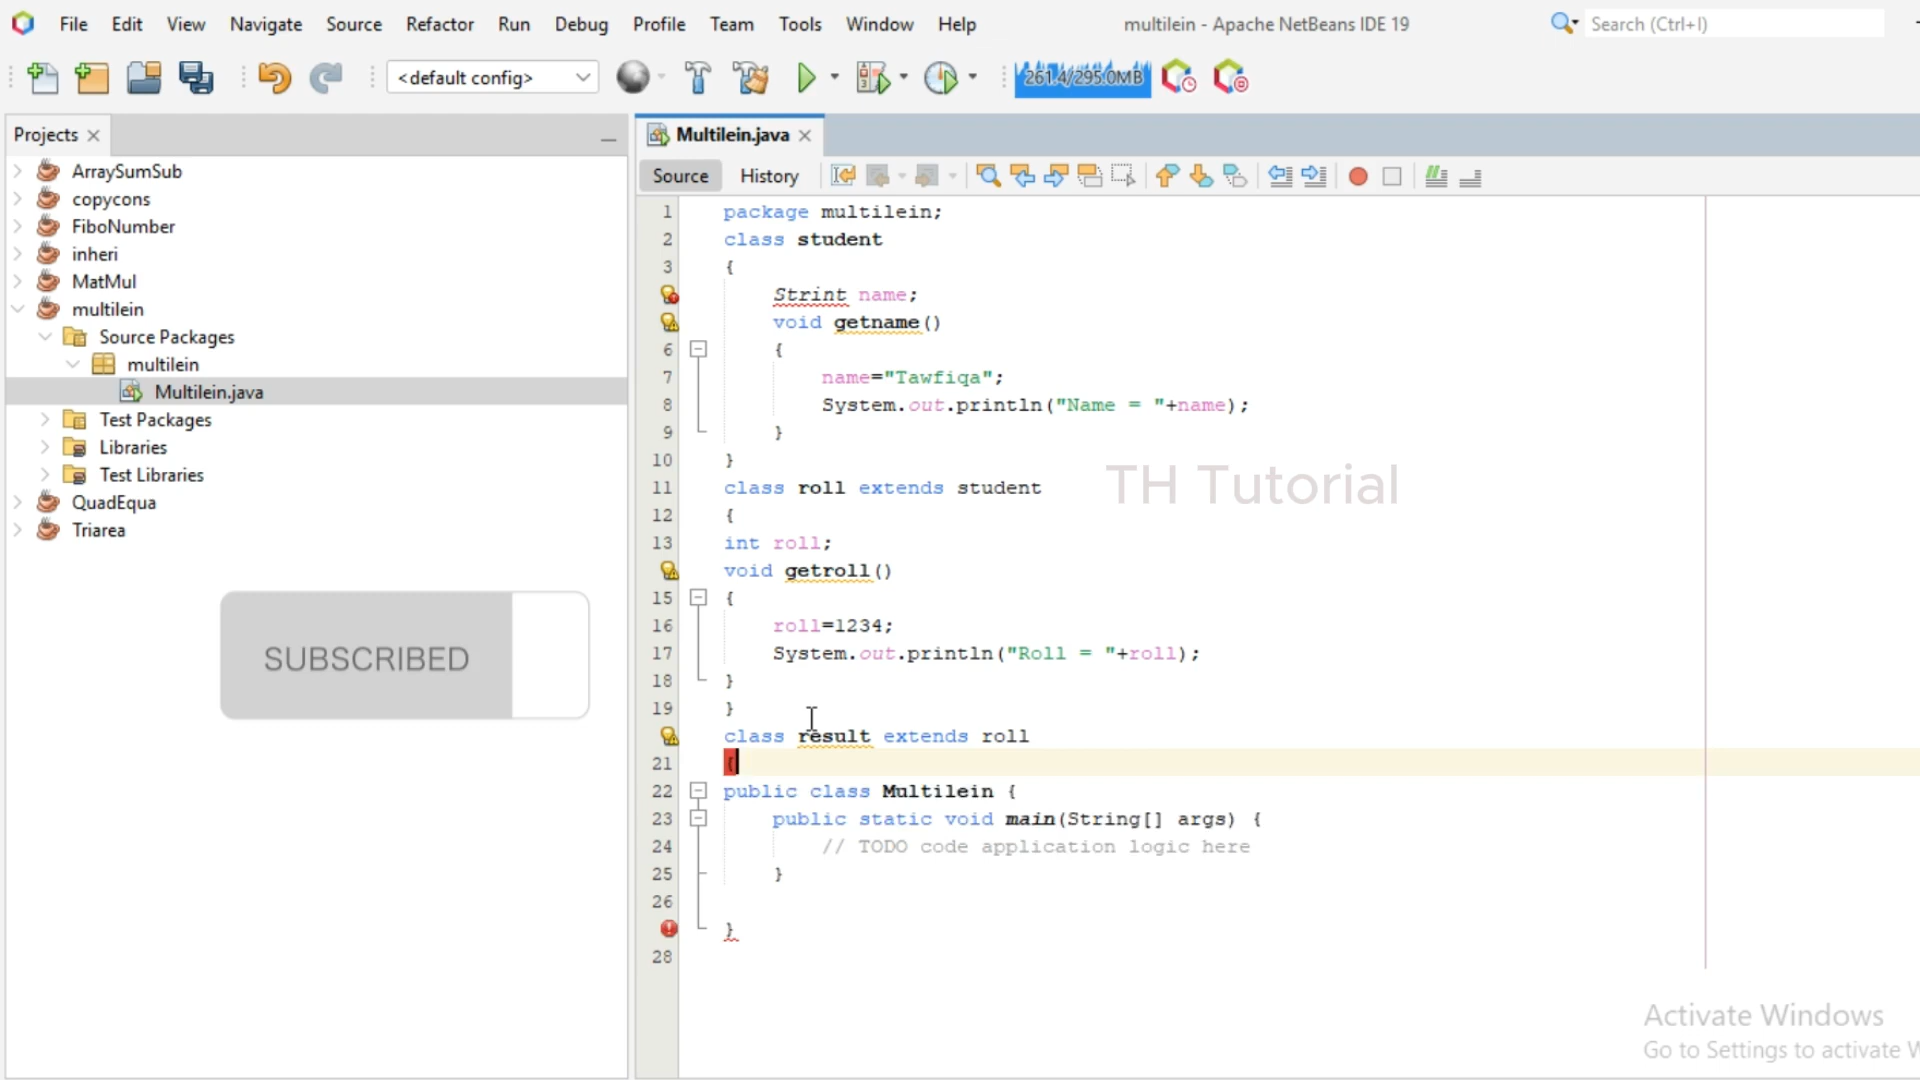 File Edit View Navigate Source Refactor Run Debug Profile Team Tools Window Help multilein - Apache NetBeans IDE 19 Search (Ctrl+I)
<default config> 261.4/295.0MB
Projects
ArraySumSub
copycons
FiboNumber
inheri
MatMul
multilein
Source Packages
multilein
Multilein.java
Test Packages
Libraries
Test Libraries
QuadEqua
Triarea
SUBSCRIBED
Multilein.java
Source History
1 package multilein;
2 class student
3 {
Strint name;
void getname()
6 {
7 name="Tawfiqa";
8 System.out.println("Name = "+name);
9 }
10 }
11 class roll extends student
12 {
13 int roll;
void getroll()
15 {
16 roll=1234;
17 System.out.println("Roll = "+roll);
18 }
19 }
class result extends roll
21 {
22 public class Multilein {
23 public static void main(String[] args) {
24 // TODO code application logic here
25 }
26
}
28
TH Tutorial
Activate Windows
Go to Settings to activate